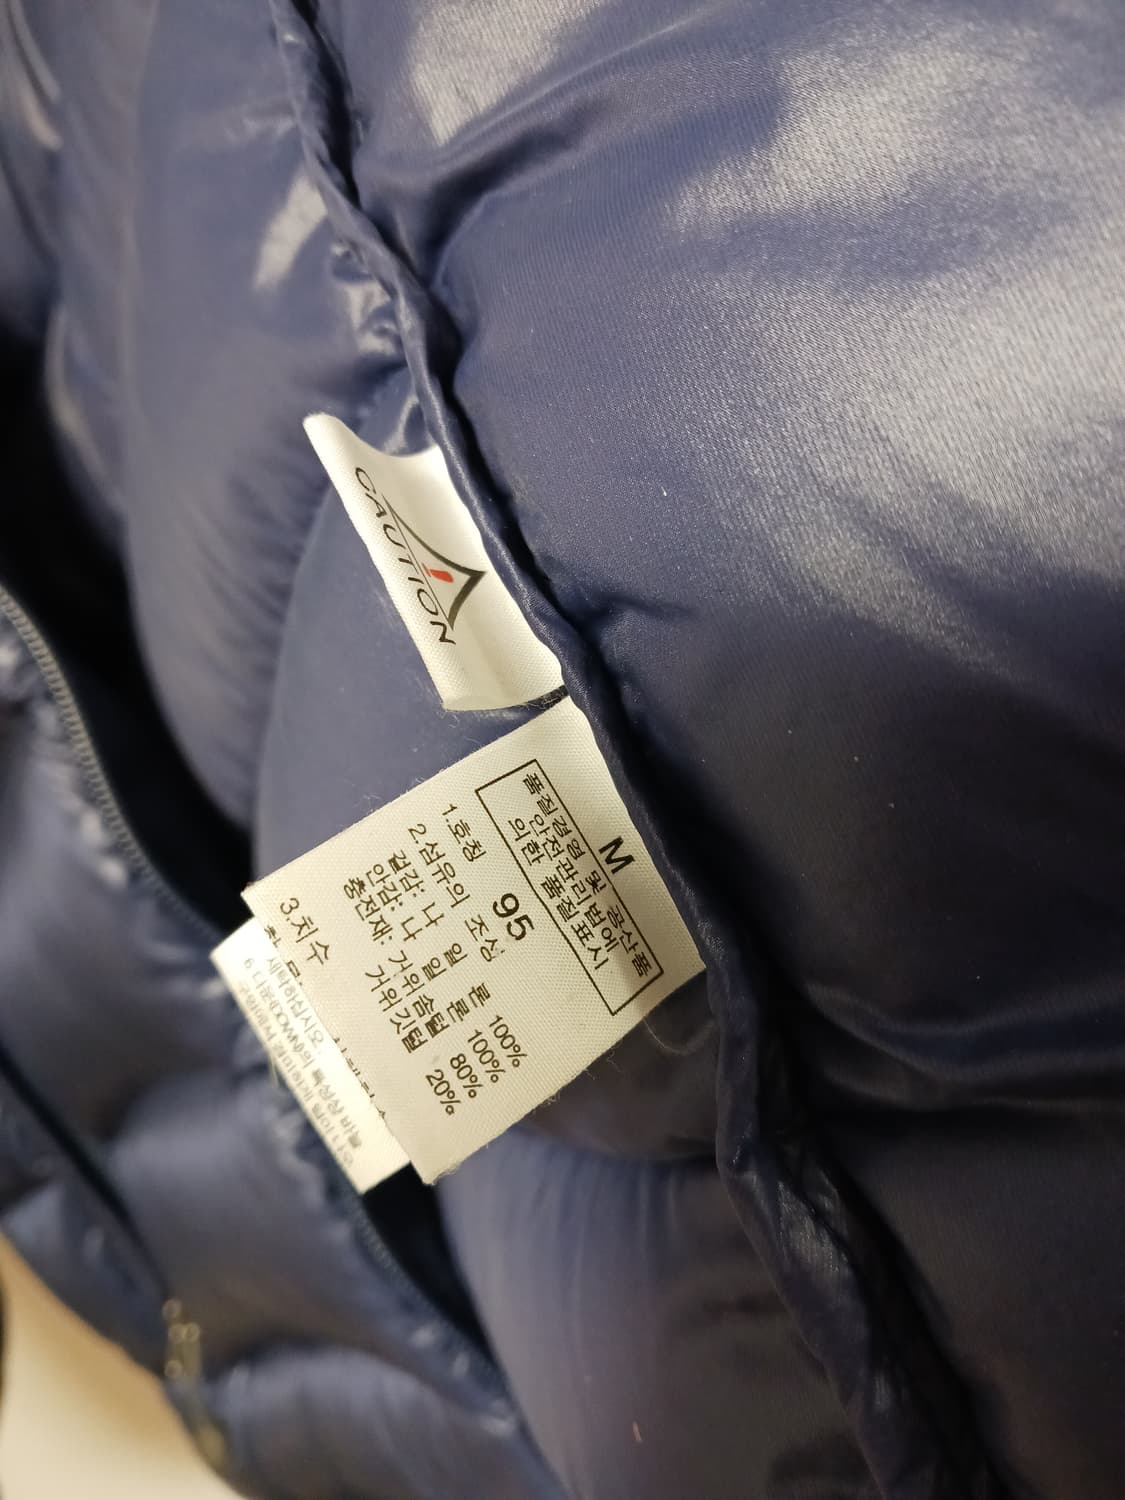 CAUTION
M
품질경영 및 공산품
안전관리법에
의한 품질표시
1.호칭 95
2.섬유의 조성
겉감: 나 일 론 100%
안감: 나 일 론 100%
충전재: 거위솜털 80%
거위깃털 20%
3.치수